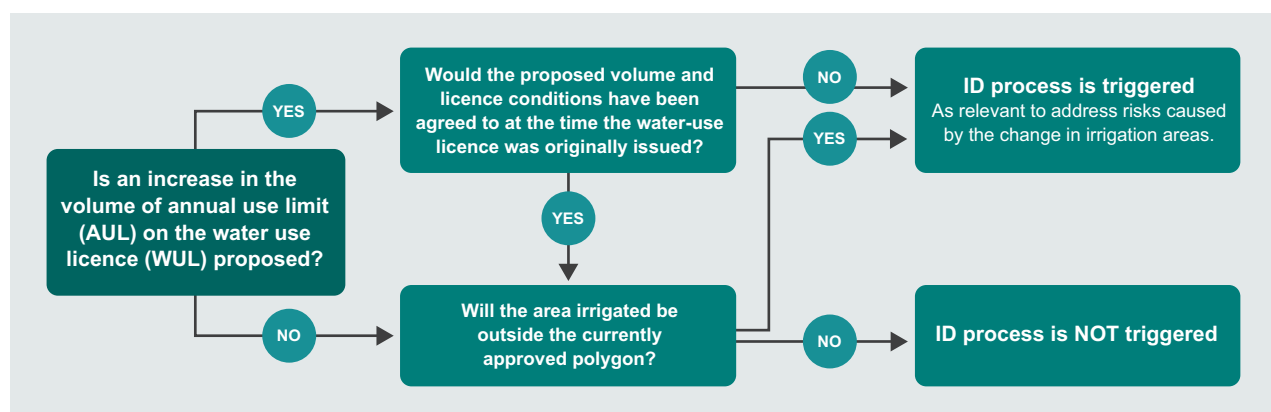 Is an increase in the
volume of annual use limit
(AUL) on the water use
licence (WUL) proposed?
YES
NO
Would the proposed volume and
licence conditions have been
agreed to at the time the water-use
licence was originally issued?
YES
Will the area irrigated be
outside the currently
approved polygon?
NO
YES
NO
ID process is triggered
As relevant to address risks caused
by the change in irrigation areas.
ID process is NOT triggered